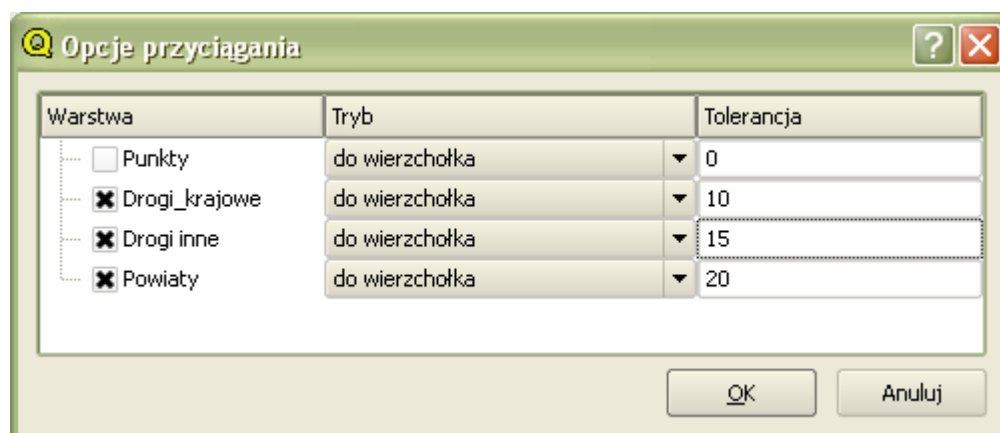 Opcje przyciągania
Warstwa Tryb Tolerancja
Punkty do wierzchołka 0
Drogi_krajowe do wierzchołka 10
Drogi inne do wierzchołka 15
Powiaty do wierzchołka 20
OK Anuluj